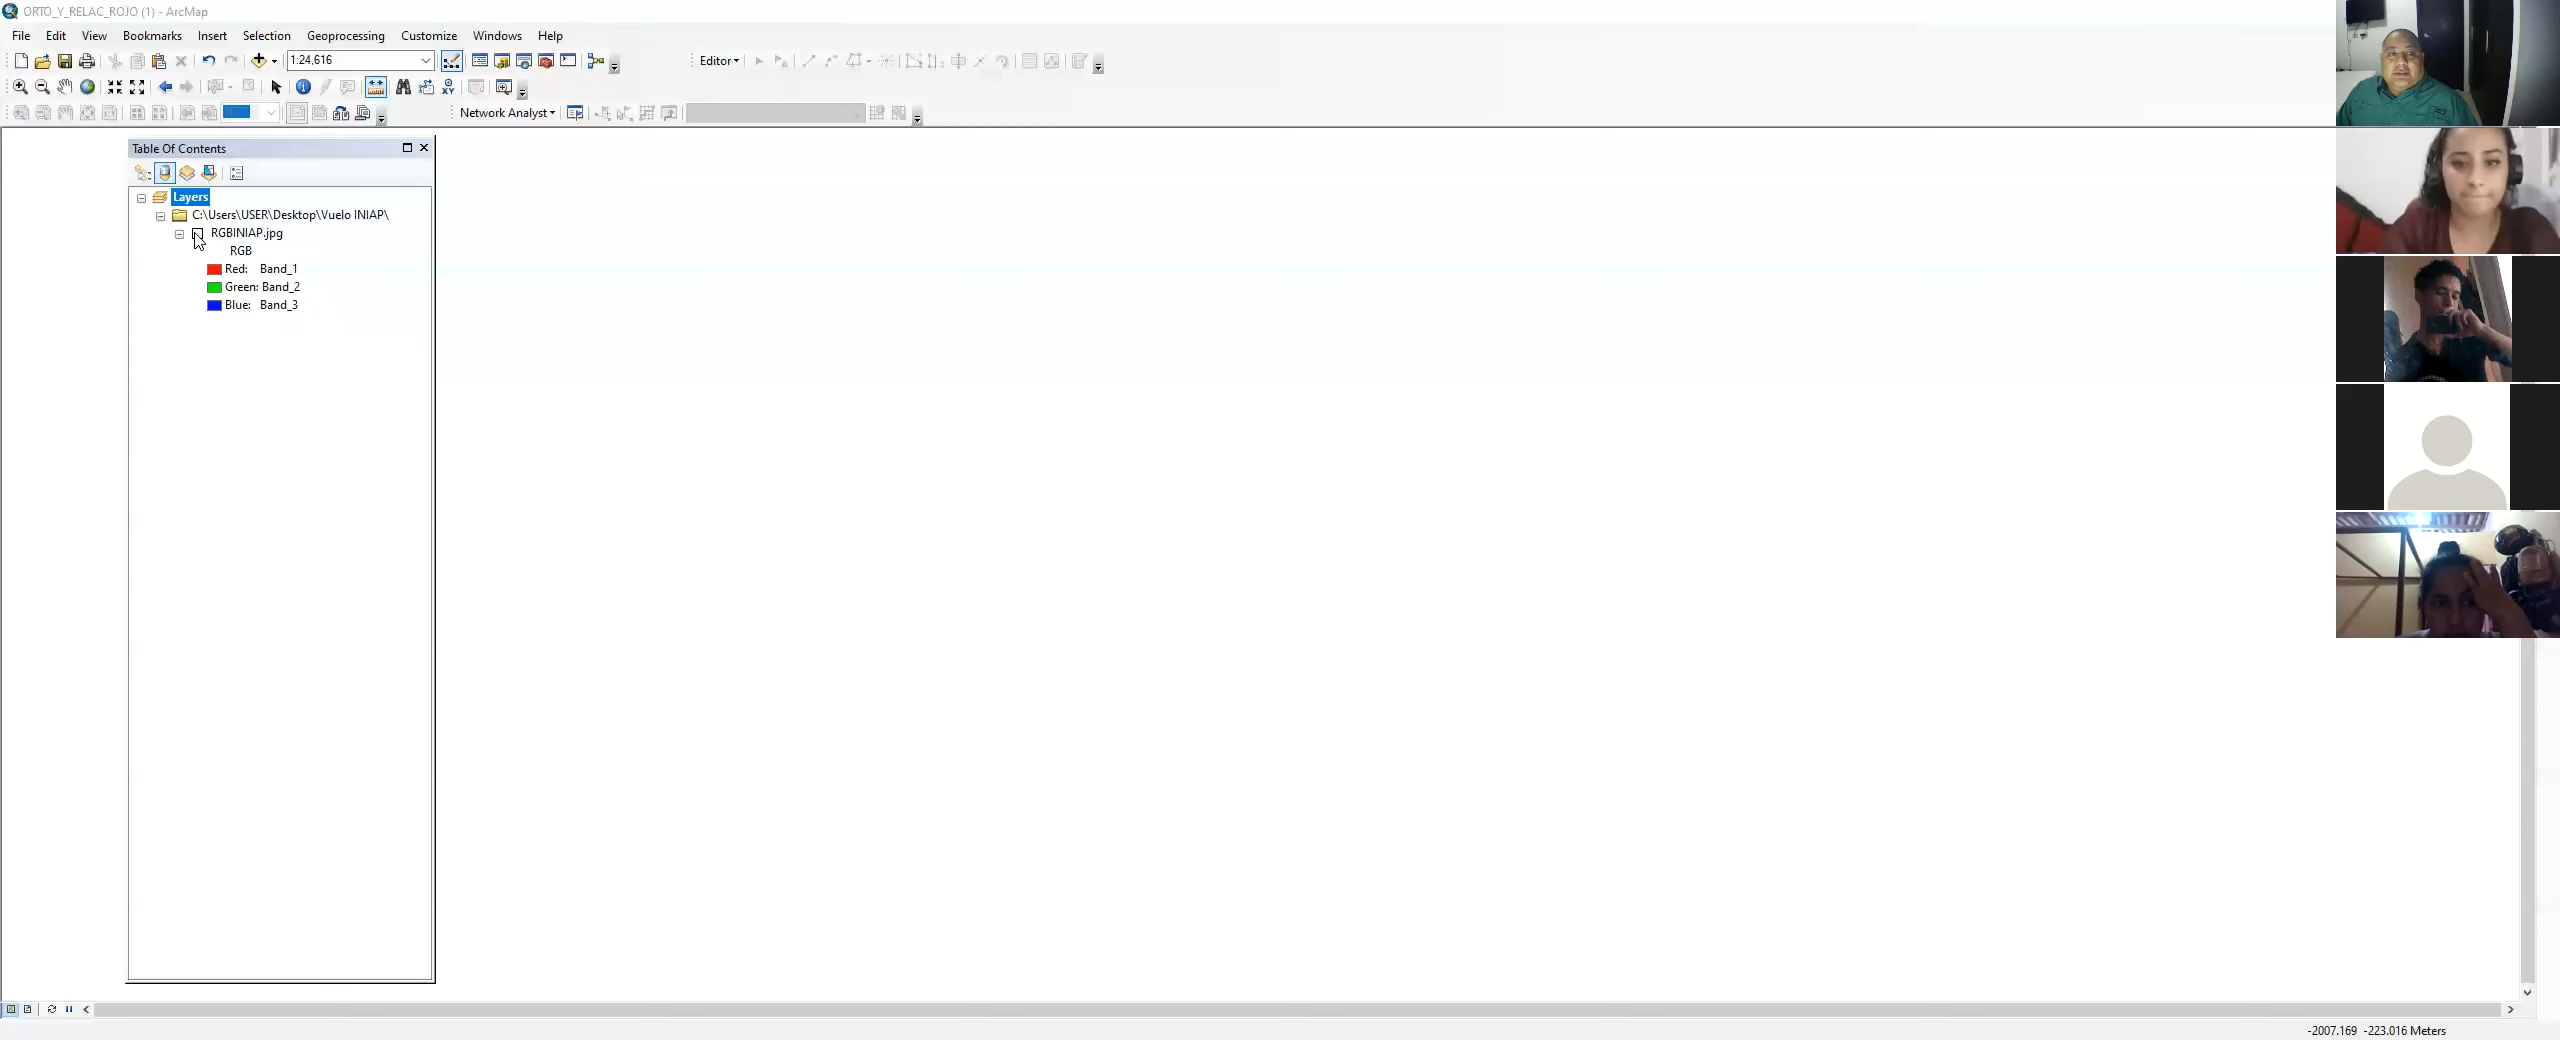 ORTO_Y_RELAC_ROJO (1) - ArcMap
File Edit View Bookmarks Insert Selection Geoprocessing Customize Windows Help
1:24,616 Editor
Network Analyst
Table Of Contents
Layers
C:\Users\USER\Desktop\Vuelo INIAP\
RGBINIAP.jpg
RGB
Red: Band_1
Green: Band_2
Blue: Band_3
-2007.169 -223.016 Meters